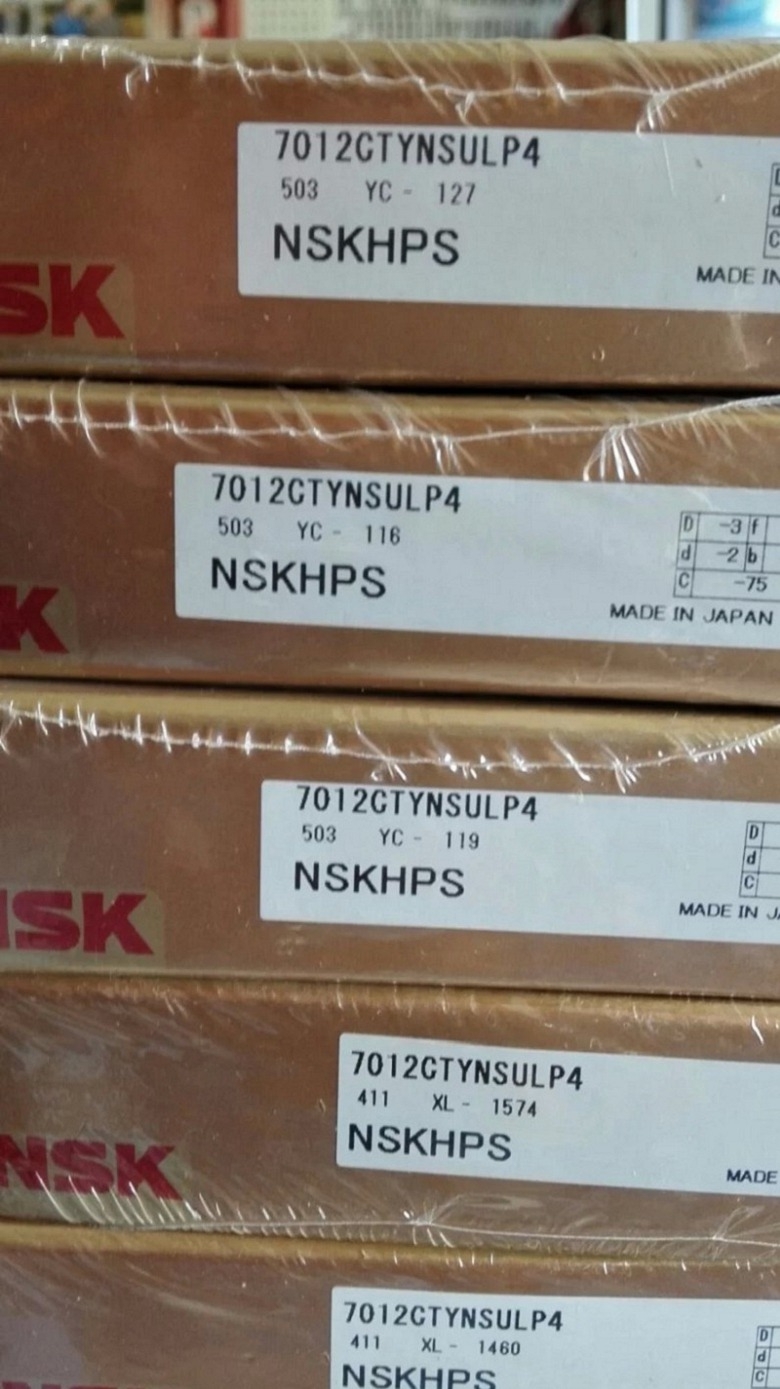 7012CTYNSULP4
503 YC - 127
NSKHPS
SK
MADE IN
d
C
7012CTYNSULP4
503 YC - 116
NSKHPS
K
D -3 f
d -2 b
C -75
MADE IN JAPAN
7012CTYNSULP4
503 YC - 119
NSKHPS
NSK
D
d
C
MADE IN JA
7012CTYNSULP4
411 XL - 1574
NSKHPS
NSK
MADE
7012CTYNSULP4
411 XL - 1460
NSKHPS
D
d
C